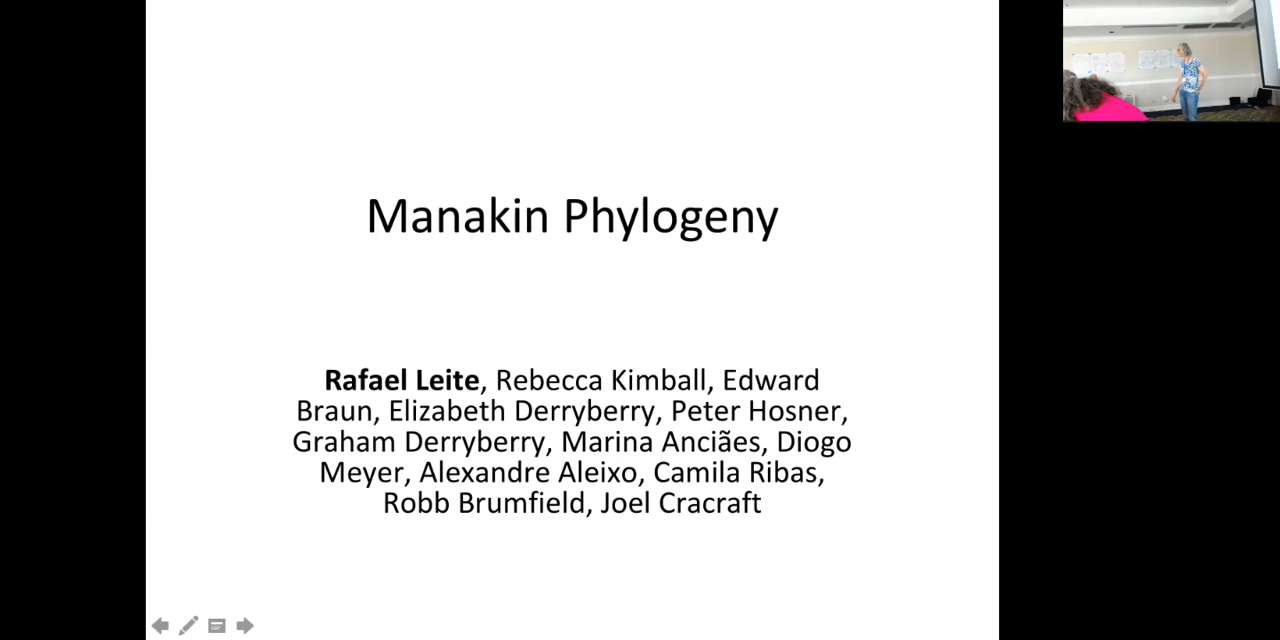 Manakin Phylogeny
Rafael Leite, Rebecca Kimball, Edward
Braun, Elizabeth Derryberry, Peter Hosner,
Graham Derryberry, Marina Anciães, Diogo
Meyer, Alexandre Aleixo, Camila Ribas,
Robb Brumfield, Joel Cracraft